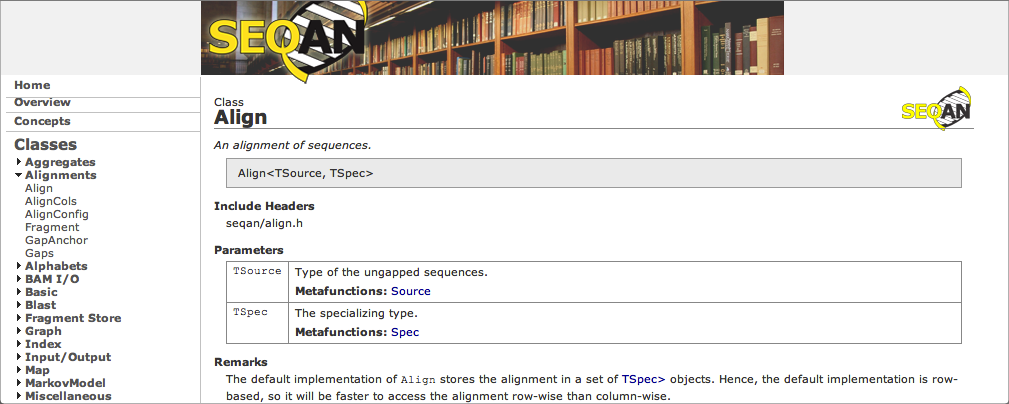 SEQAN
Home
Overview
Concepts
Classes
Aggregates
Alignments
Align
AlignCols
AlignConfig
Fragment
GapAnchor
Gaps
Alphabets
BAM I/O
Basic
Blast
Fragment Store
Graph
Index
Input/Output
Map
MarkovModel
Miscellaneous
Class
Align
SEQAN
An alignment of sequences.
Align<TSource, TSpec>
Include Headers
seqan/align.h
Parameters
TSource Type of the ungapped sequences.
Metafunctions: Source
TSpec The specializing type.
Metafunctions: Spec
Remarks
The default implementation of Align stores the alignment in a set of TSpec> objects. Hence, the default implementation is row-
based, so it will be faster to access the alignment row-wise than column-wise.